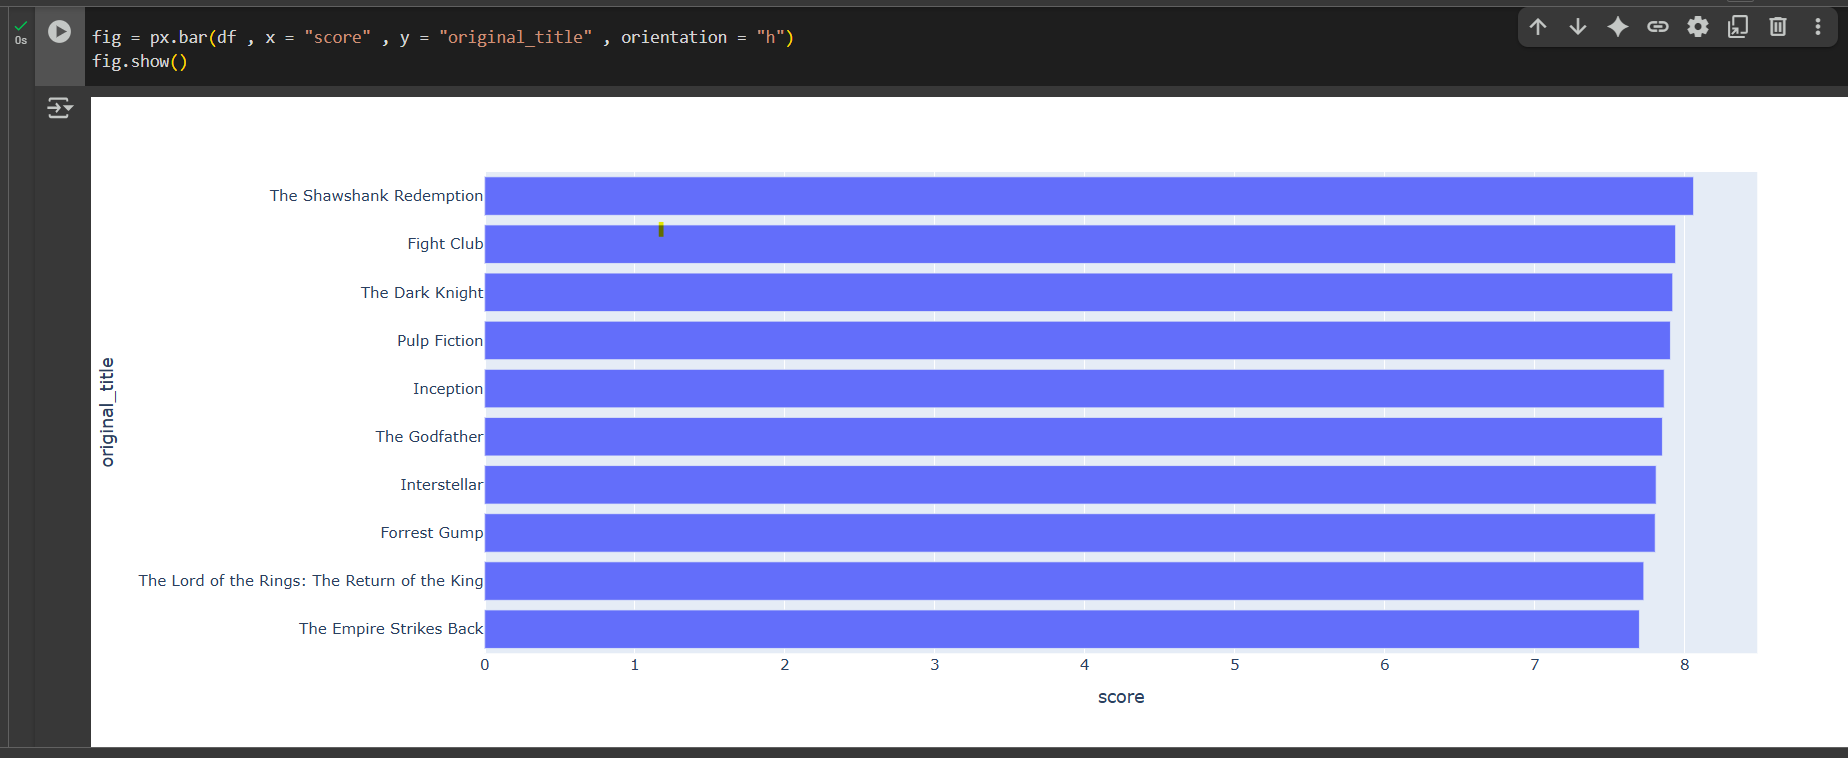 0s
fig = px.bar(df , x = "score" , y = "original_title" , orientation = "h")
fig.show()
The Shawshank Redemption
Fight Club
The Dark Knight
Pulp Fiction
Inception
The Godfather
Interstellar
Forrest Gump
The Lord of the Rings: The Return of the King
The Empire Strikes Back
original_title
0 1 2 3 4 5 6 7 8
score